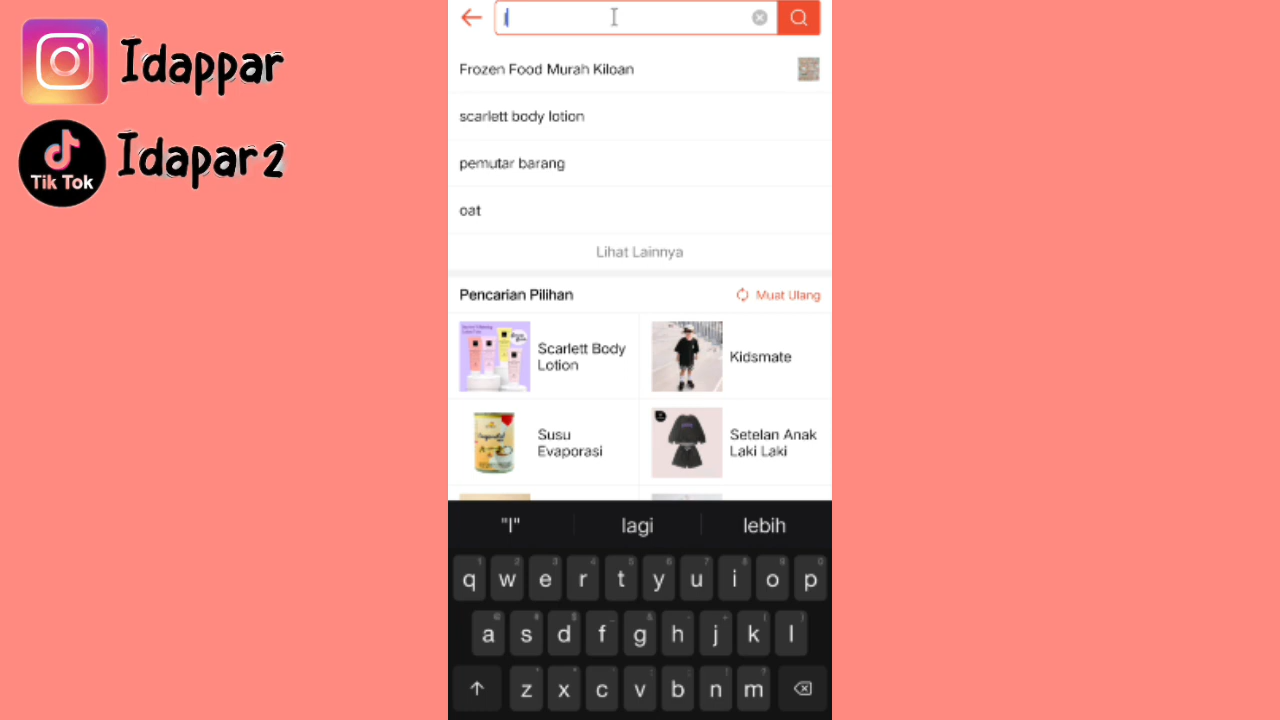 Idappar
Tik Tok
Idapar2
l
Frozen Food Murah Kiloan
scarlett body lotion
pemutar barang
oat
Lihat Lainnya
Pencarian Pilihan
Muat Ulang
Scarlett Body
Lotion
Kidsmate
Susu
Evaporasi
Setelan Anak
Laki Laki
"l" lagi lebih
q w e r t y u i o p
a s d f g h j k l
z x c v b n m